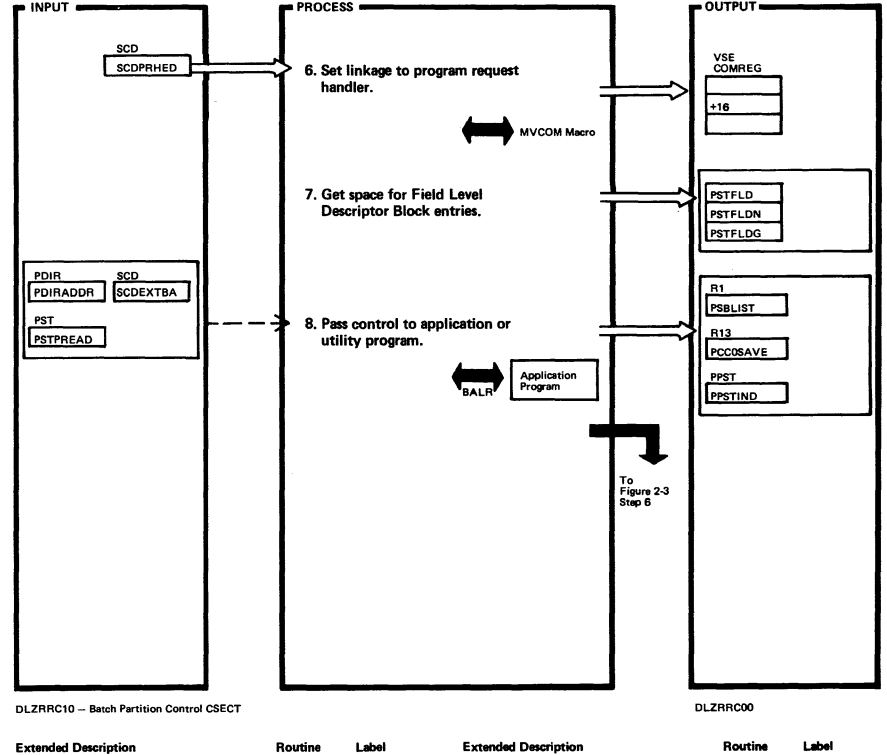 INPUT
PROCESS
OUTPUT
SCD
SCDPRHED
6. Set linkage to program request
handler.
MVCOM Macro
VSE
COMREG
+16
7. Get space for Field Level
Descriptor Block entries.
PSTFLD
PSTFLDN
PSTFLDG
PDIR
SCD
PDIRADDR
SCDEXTBA
PST
PSTPREAD
8. Pass control to application or
utility program.
BALR
Application
Program
R1
PSBLIST
R13
PCC0SAVE
PPST
PPSTIND
To
Figure 2-3
Step 6
DLZRRC10 — Batch Partition Control CSECT
DLZRRC00
Extended Description Routine Label Extended Description Routine Label